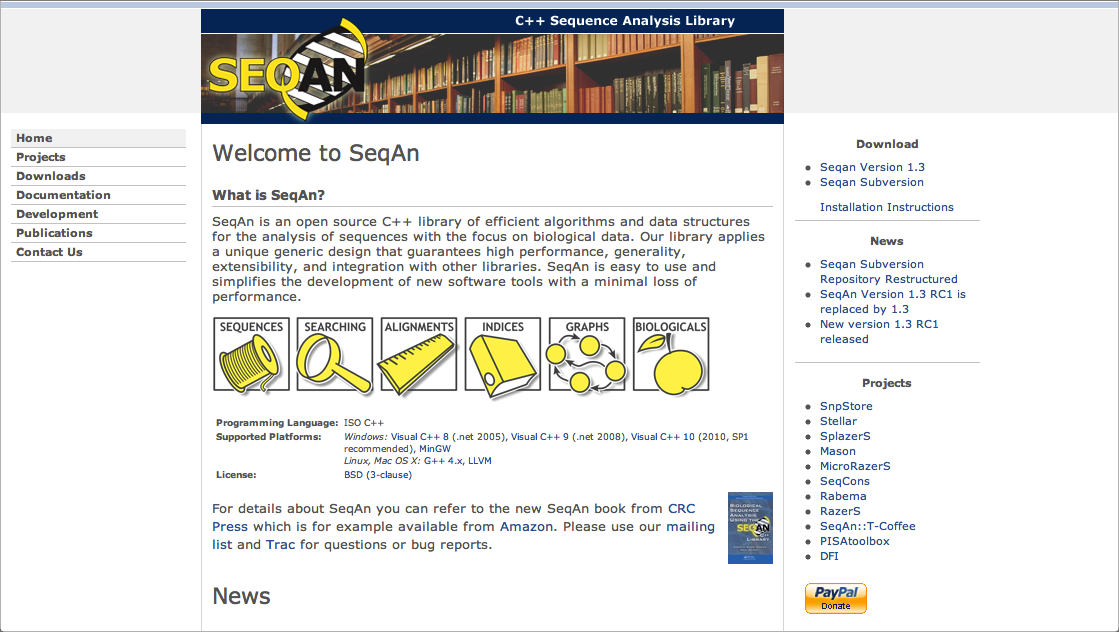 C++ Sequence Analysis Library
SEQAN
Home
Projects
Downloads
Documentation
Development
Publications
Contact Us
Welcome to SeqAn
What is SeqAn?
SeqAn is an open source C++ library of efficient algorithms and data structures
for the analysis of sequences with the focus on biological data. Our library applies
a unique generic design that guarantees high performance, generality,
extensibility, and integration with other libraries. SeqAn is easy to use and
simplifies the development of new software tools with a minimal loss of
performance.
SEQUENCES
SEARCHING
ALIGNMENTS
INDICES
GRAPHS
BIOLOGICALS
Programming Language: ISO C++
Supported Platforms: Windows: Visual C++ 8 (.net 2005), Visual C++ 9 (.net 2008), Visual C++ 10 (2010, SP1
recommended), MinGW
Linux, Mac OS X: G++ 4.x, LLVM
License: BSD (3-clause)
For details about SeqAn you can refer to the new SeqAn book from CRC
Press which is for example available from Amazon. Please use our mailing
list and Trac for questions or bug reports.
BIOLOGICAL
SEQUENCE
ANALYSIS
USING THE
SEQAN
C++
LIBRARY
News
Download
Seqan Version 1.3
Seqan Subversion
Installation Instructions
News
Seqan Subversion
Repository Restructured
SeqAn Version 1.3 RC1 is
replaced by 1.3
New version 1.3 RC1
released
Projects
SnpStore
Stellar
SplazerS
Mason
MicroRazerS
SeqCons
Rabema
RazerS
SeqAn::T-Coffee
PISAtoolbox
DFI
PayPal
Donate